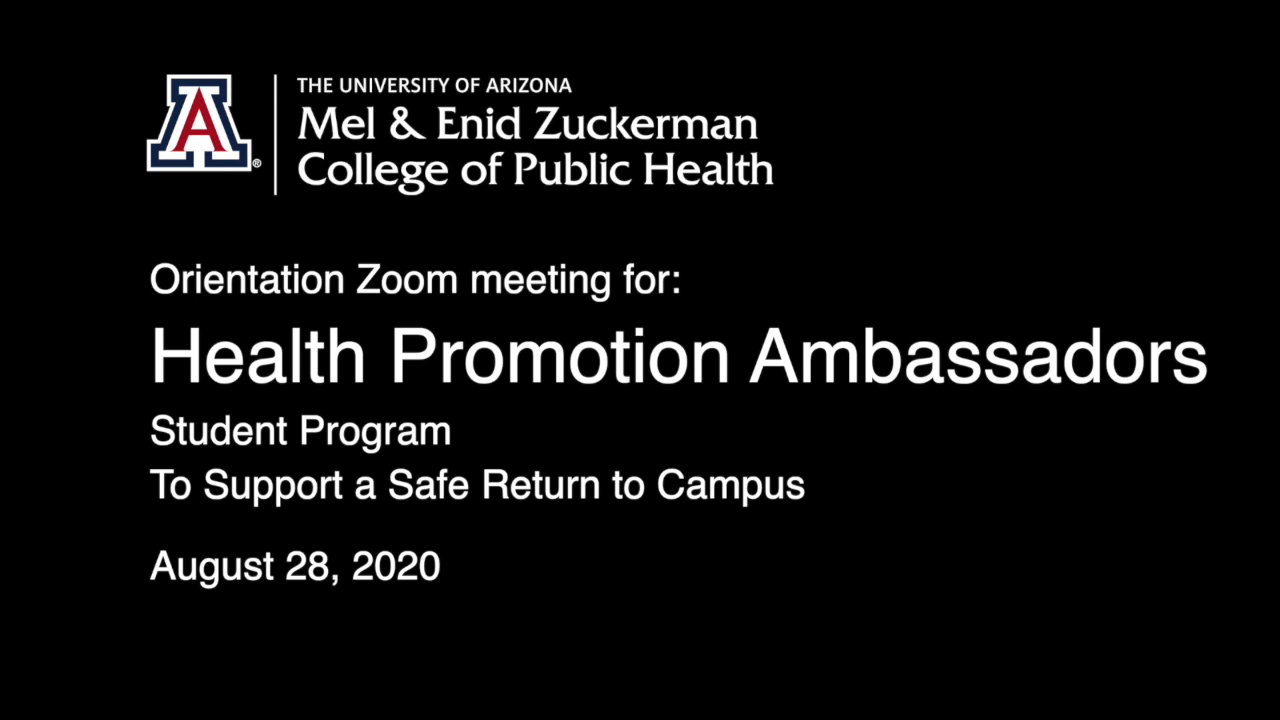 A®
THE UNIVERSITY OF ARIZONA
Mel & Enid Zuckerman
College of Public Health
Orientation Zoom meeting for:
Health Promotion Ambassadors
Student Program
To Support a Safe Return to Campus
August 28, 2020